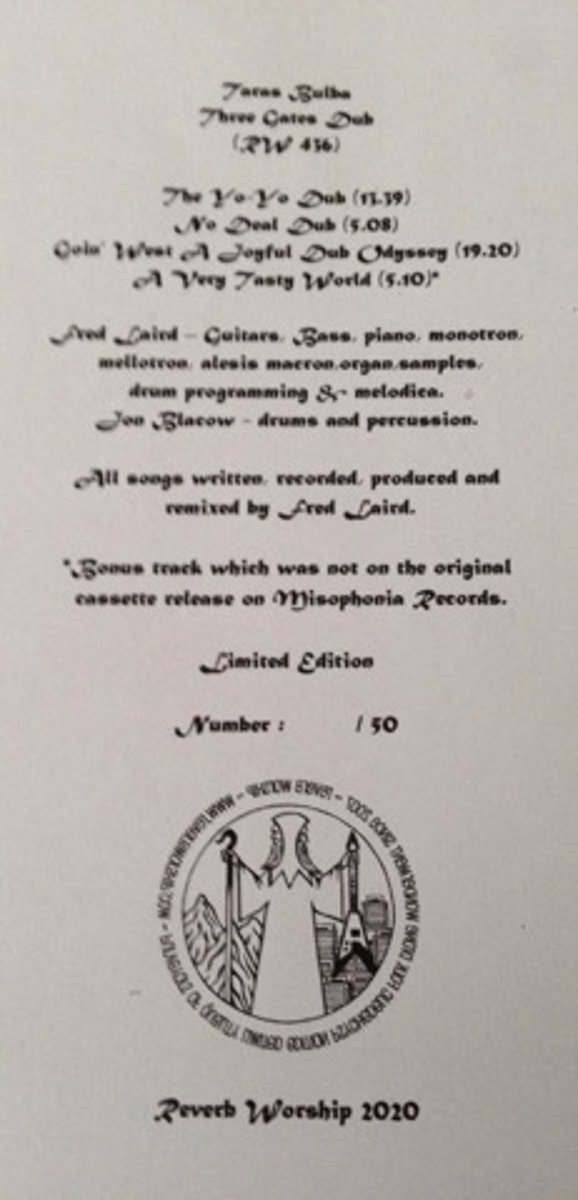 Taras Bulba
Three Gates Dub
(RW 436)
The Yo-Yo Dub (13.39)
No Deal Dub (5.08)
Goin' West A Joyful Dub Odyssey (19.20)
A Very Tasty World (5.10)*
Fred Laird - Guitars, Bass, piano, monotron,
mellotron, alesis macron,organ,samples,
drum programming & melodica.
Jon Blacow - drums and percussion.
All songs written, recorded, produced and
remixed by Fred Laird.
*Bonus track which was not on the original
cassette release on Misophonia Records.
Limited Edition
Number : / 50
Reverb Worship 2020